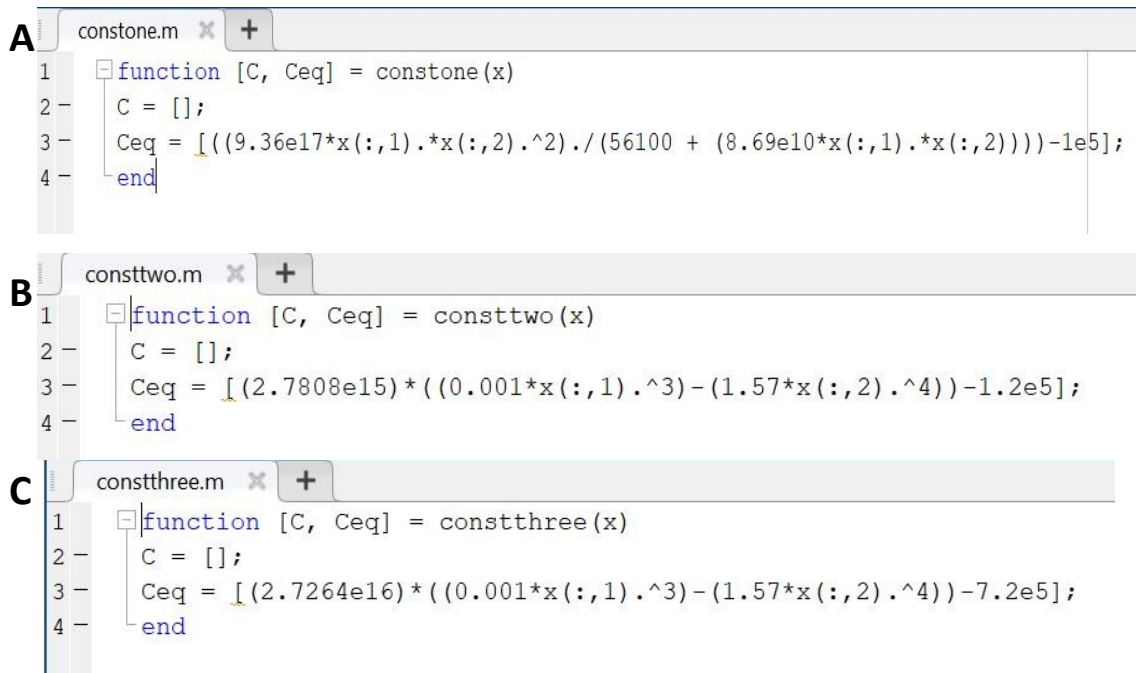 A
constone.m × +
1 function [C, Ceq] = constone(x)
2 C = [];
3 Ceq = [((9.36e17*x(:,1).*x(:,2).^2)./(56100 + (8.69e10*x(:,1).*x(:,2))))-1e5];
4 end
B
consttwo.m × +
1 function [C, Ceq] = consttwo(x)
2 C = [];
3 Ceq = [(2.7808e15)*((0.001*x(:,1).^3)-(1.57*x(:,2).^4))-1.2e5];
4 end
C
constthree.m × +
1 function [C, Ceq] = constthree(x)
2 C = [];
3 Ceq = [(2.7264e16)*((0.001*x(:,1).^3)-(1.57*x(:,2).^4))-7.2e5];
4 end